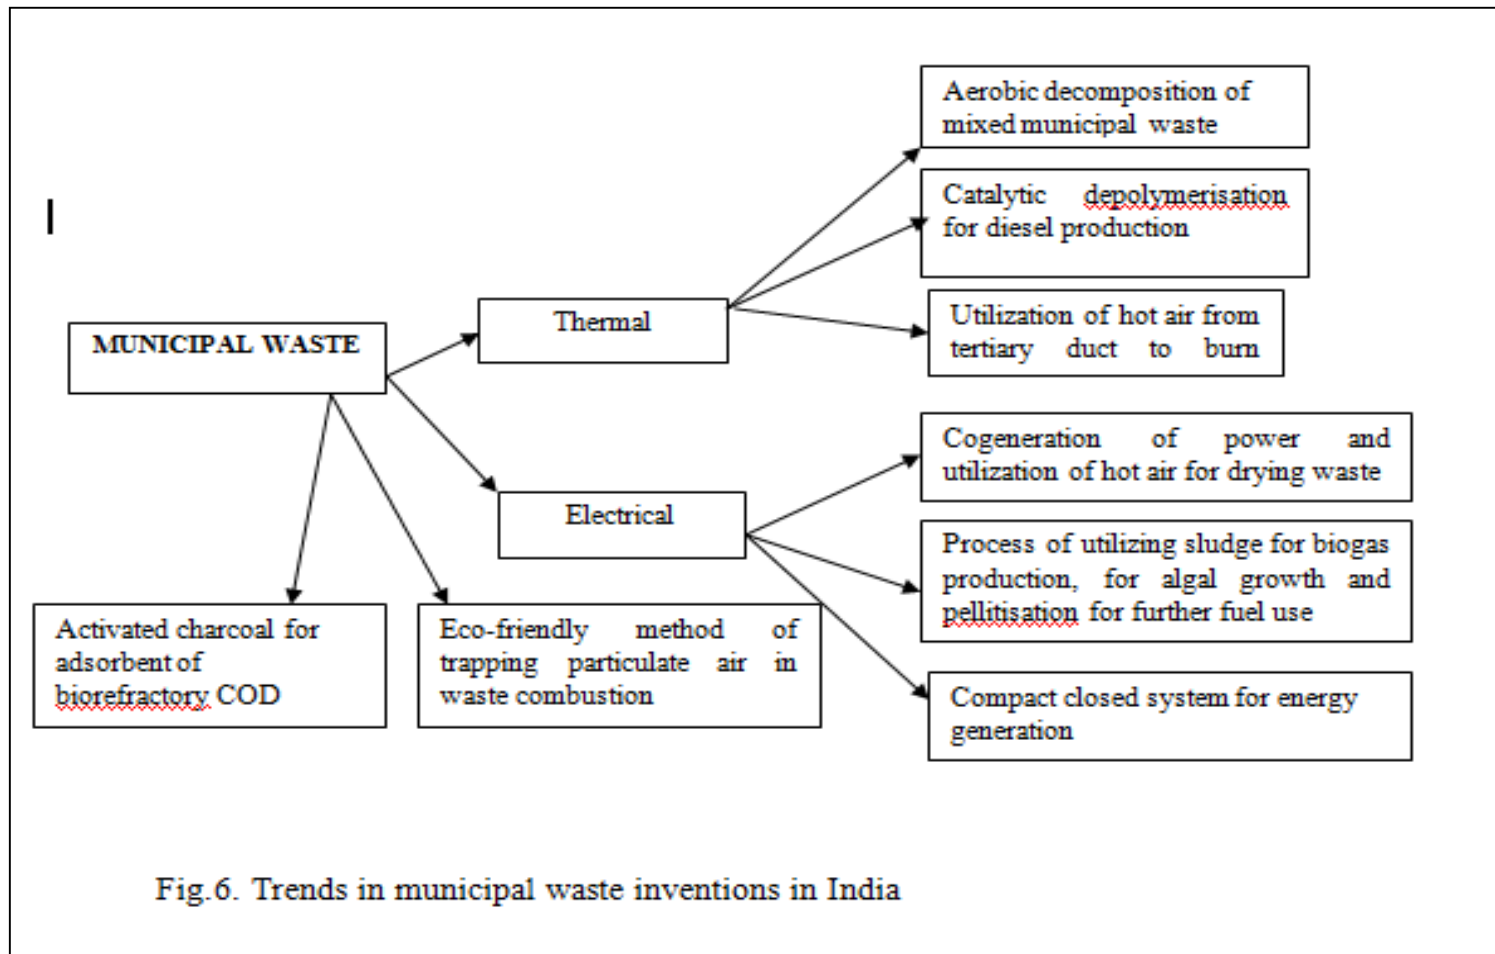 Aerobic decomposition of
mixed municipal waste
Catalytic depolymerisation
for diesel production
Thermal
Utilization of hot air from
tertiary duct to burn
MUNICIPAL WASTE
Cogeneration of power and
utilization of hot air for drying waste
Electrical
Process of utilizing sludge for biogas
production, for algal growth and
pellitisation for further fuel use
Activated charcoal for
adsorbent of
biorefractory COD
Eco-friendly method of
trapping particulate air in
waste combustion
Compact closed system for energy
generation
Fig.6. Trends in municipal waste inventions in India